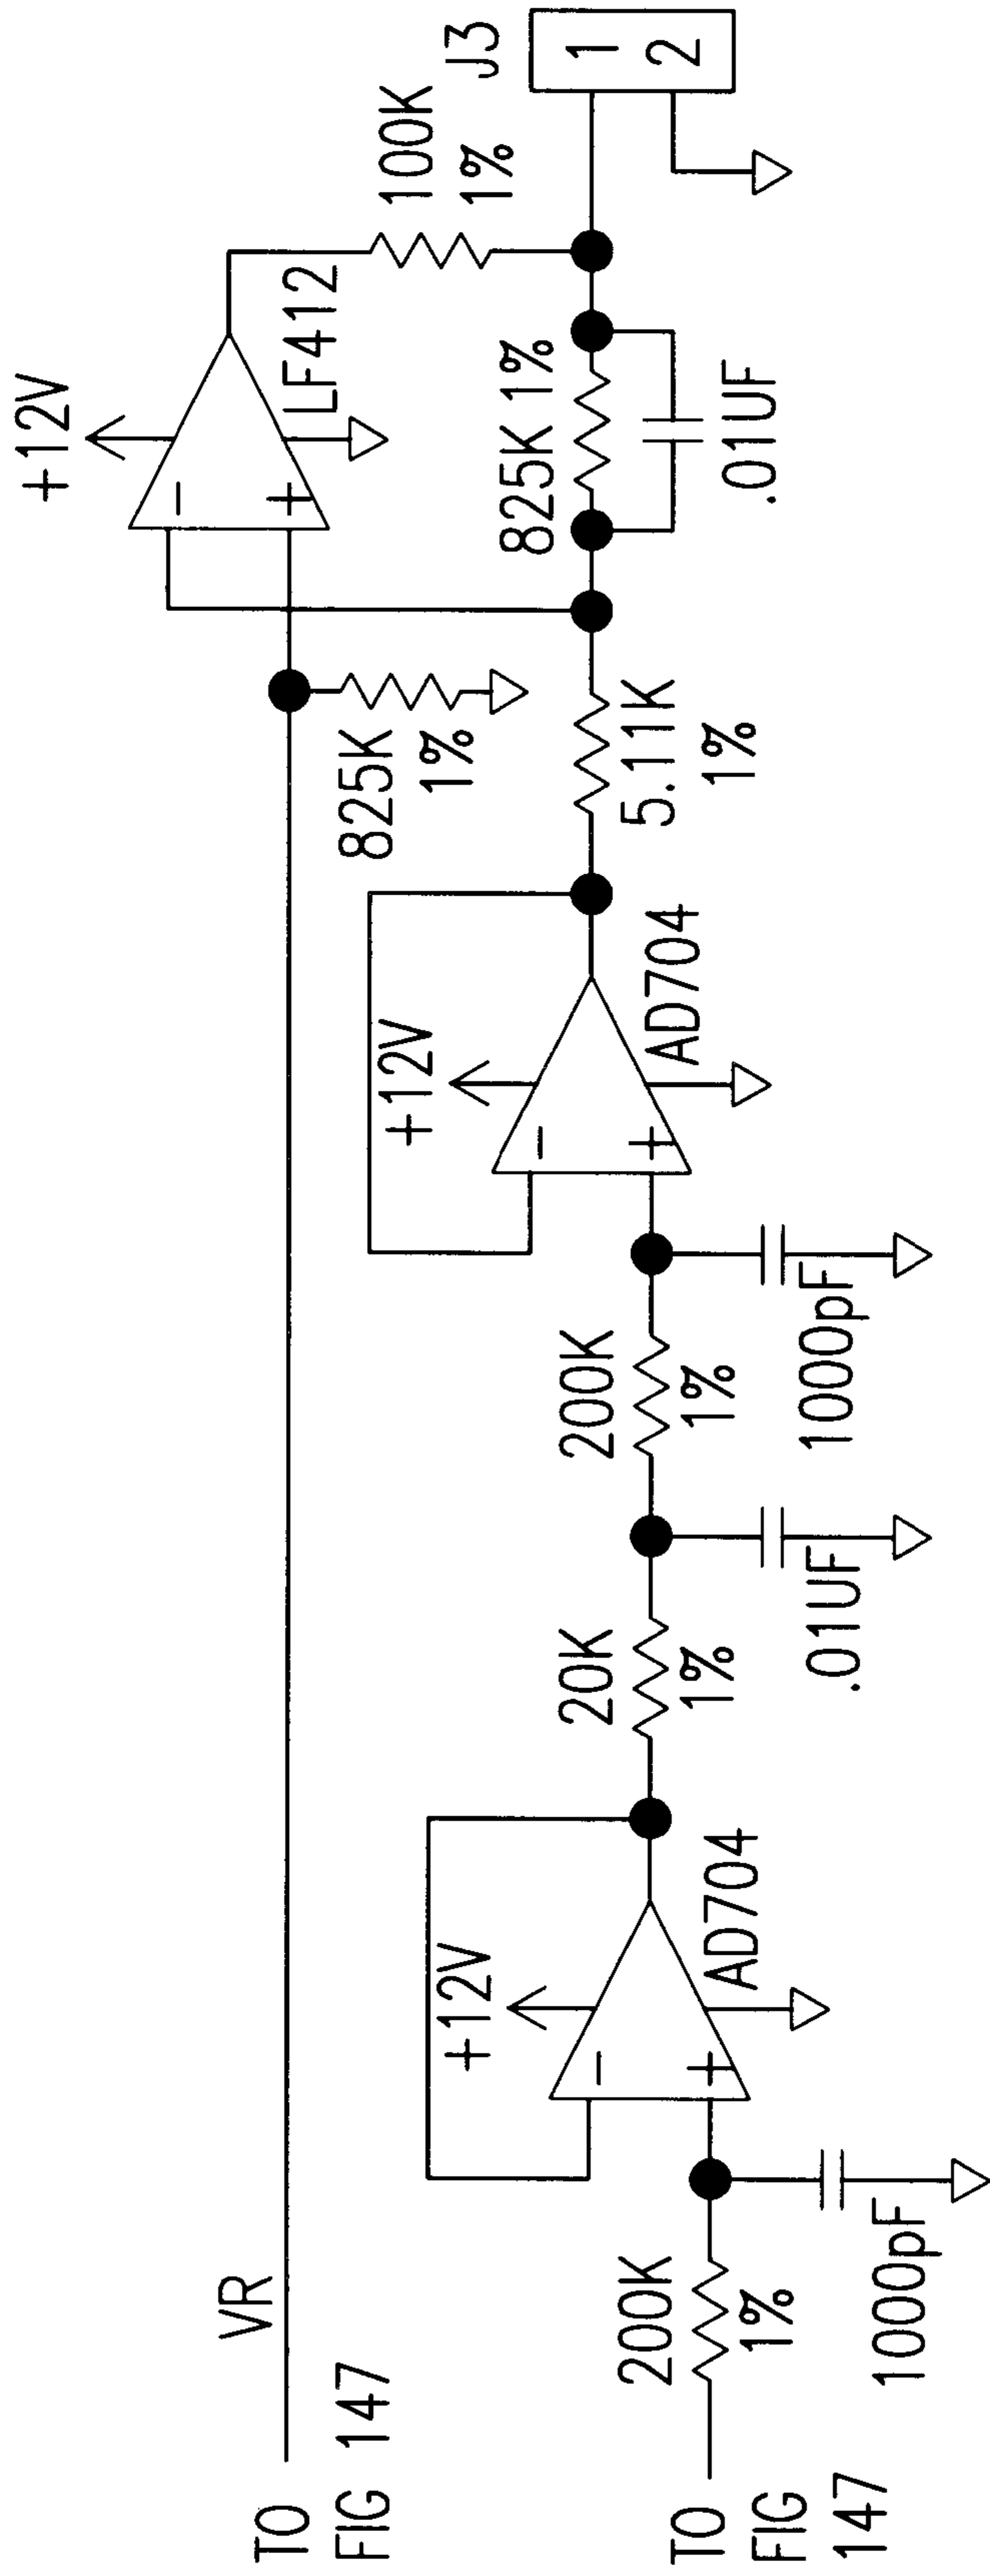 TO
FIG 147
VR
TO
FIG
147
200K
1%
1000pF
+12V
-
+
AD704
20K
1%
.01UF
200K
1%
1000pF
+12V
-
+
AD704
825K
1%
5.11K
1%
+12V
-
+
LF412
825K 1%
.01UF
100K
1%
J3
1
2